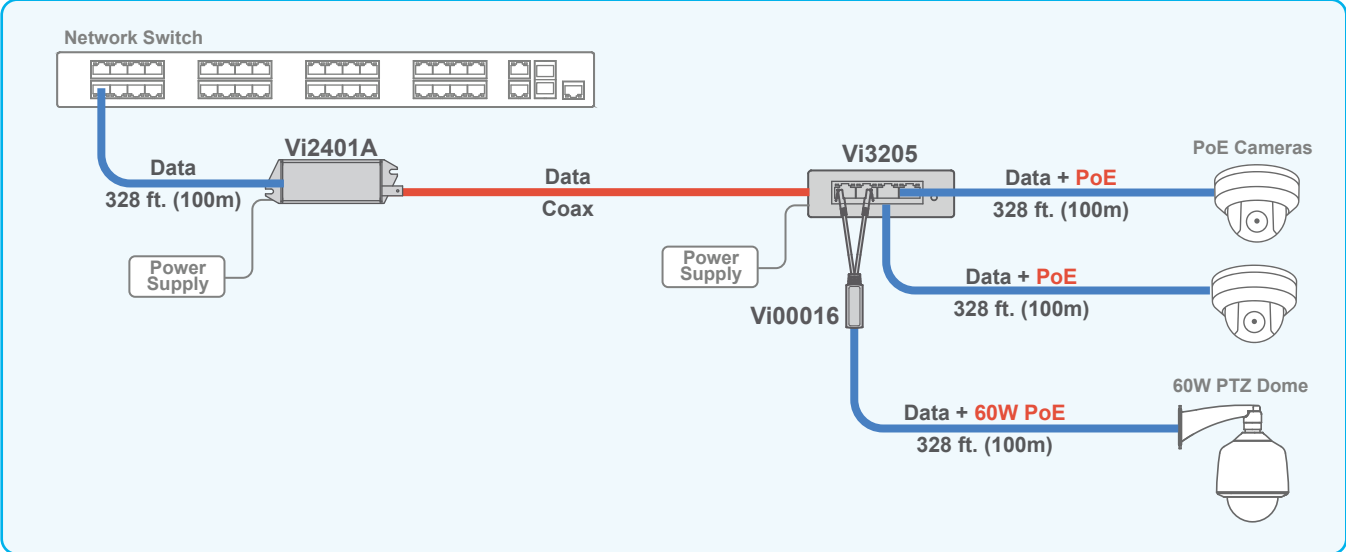 Network Switch
Vi2401A
Data
328 ft. (100m)
Power
Supply
Data
Coax
Vi3205
Power
Supply
Vi00016
PoE Cameras
Data + PoE
328 ft. (100m)
Data + PoE
328 ft. (100m)
60W PTZ Dome
Data + 60W PoE
328 ft. (100m)